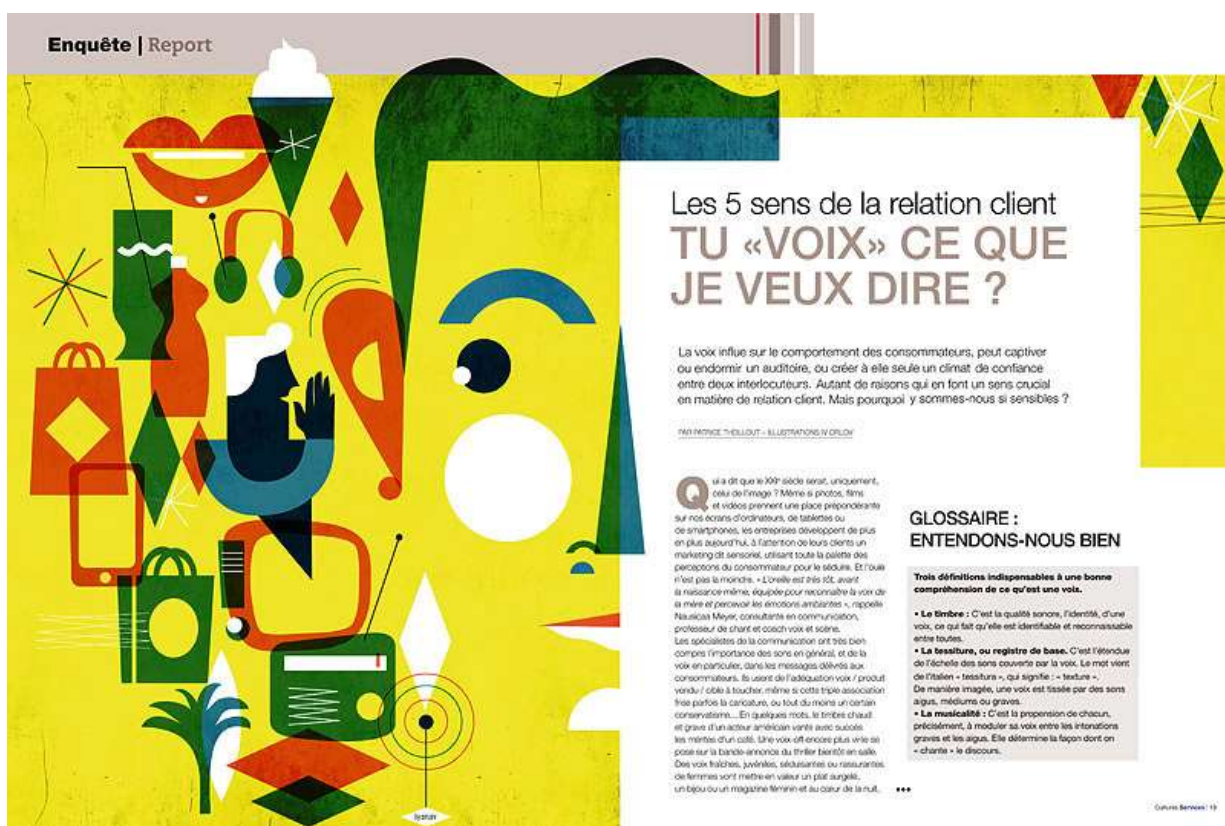 Enquête | Report
Les 5 sens de la relation client
TU «VOIX» CE QUE
JE VEUX DIRE ?
La voix influe sur le comportement des consommateurs, peut captiver
ou endormir un auditoire, ou créer à elle seule un climat de confiance
entre deux interlocuteurs. Autant de raisons qui en font un sens crucial
en matière de relation client. Mais pourquoi y sommes-nous si sensibles ?
PAR PATRICE THOLLOUT – ILLUSTRATIONS IV ORLOV
Qui a dit que le XXIe siècle serait, uniquement,
celui de l'image ? Même si photos, films
et vidéos prennent une place prépondérante
sur nos écrans d'ordinateurs, de tablettes ou
de smartphones, les entreprises développent de plus
en plus aujourd'hui, à l'attention de leurs clients un
marketing dit sensoriel, utilisant toute la palette des
perceptions du consommateur pour le séduire. Et l'ouïe
n'est pas la moindre. « L'oreille est très tôt, avant
la naissance même, équipée pour reconnaître la voix de
la mère et percevoir les émotions ambiantes », rappelle
Nausicaa Meyer, consultante en communication,
professeur de chant et coach voix et scène.
Les spécialistes de la communication ont très bien
compris l'importance des sons en général, et de la
voix en particulier, dans les messages délivrés aux
consommateurs. Ils usent de l'adéquation voix / produit
vendu / cible à toucher, même si cette triple association
frise parfois la caricature, ou tout du moins un certain
conservatisme... En quelques mots, le timbre chaud
et grave d'un acteur américain vante avec succès
les mérites d'un café. Une voix-off encore plus virile se
pose sur la bande-annonce du thriller bientôt en salle.
Des voix fraîches, juvéniles, séduisantes ou rassurantes
de femmes vont mettre en valeur un plat surgelé,
un bijou ou un magazine féminin et au cœur de la nuit,
GLOSSAIRE :
ENTENDONS-NOUS BIEN
Trois définitions indispensables à une bonne
compréhension de ce qu'est une voix.
• Le timbre : C'est la qualité sonore, l'identité, d'une
voix, ce qui fait qu'elle est identifiable et reconnaissable
entre toutes.
• La tessiture, ou registre de base. C'est l'étendue
de l'échelle des sons couverte par la voix. Le mot vient
de l'italien « tessitura », qui signifie : « texture ».
De manière imagée, une voix est tissée par des sons
aigus, médiums ou graves.
• La musicalité : C'est la propension de chacun,
précisément, à moduler sa voix entre les intonations
graves et les aigus. Elle détermine la façon dont on
« chante » le discours.
Cultures Services | 19